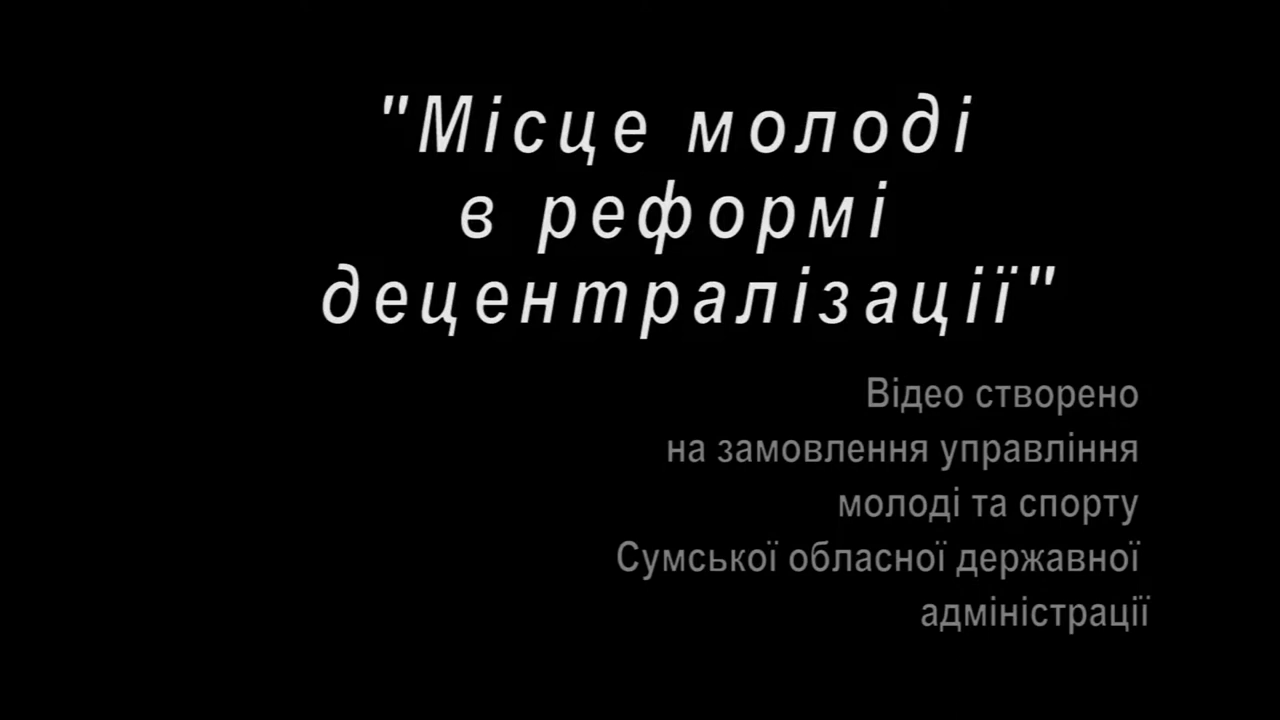 "Місце молоді
в реформі
децентралізації"
Відео створено
на замовлення управління
молоді та спорту
Сумської обласної державної
адміністрації